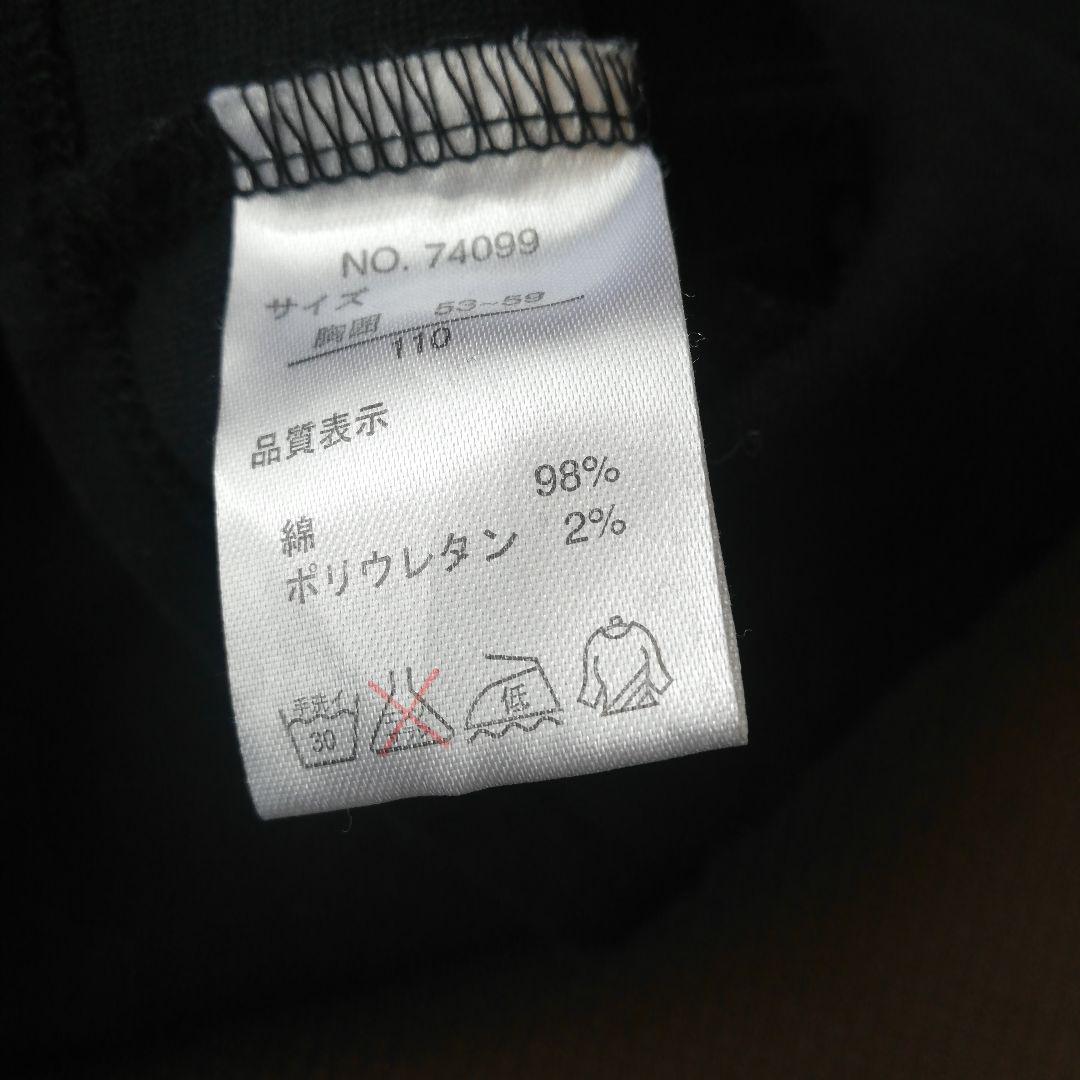 NO. 74099
サイズ
胸囲 53~59
110
品質表示
綿 98%
ポリウレタン 2%
手洗イ
30
低